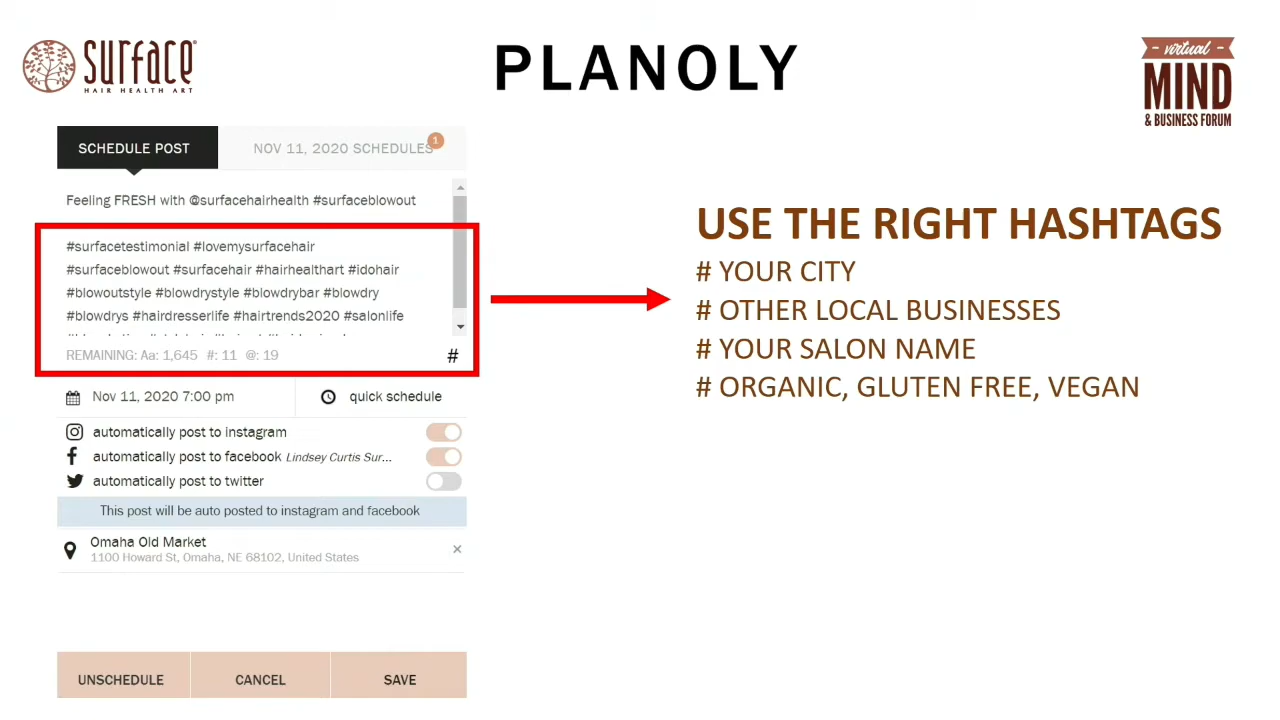 SURFACE
HAIR HEALTH ART
PLANOLY
virtual
MIND
& BUSINESS FORUM
SCHEDULE POST
NOV 11, 2020 SCHEDULES
1
Feeling FRESH with @surfacehairhealth #surfaceblowout
#surfacetestimonial #lovemysurfacehair
#surfaceblowout #surfacehair #hairhealthart #idohair
#blowoutstyle #blowdrystyle #blowdrybar #blowdry
#blowdrys #hairdresserlife #hairtrends2020 #salonlife
REMAINING: Aa: 1,645 #: 11 @: 19
#
Nov 11, 2020 7:00 pm
quick schedule
automatically post to instagram
automatically post to facebook Lindsey Curtis Sur...
automatically post to twitter
This post will be auto posted to instagram and facebook
Omaha Old Market
1100 Howard St, Omaha, NE 68102, United States
UNSCHEDULE
CANCEL
SAVE
USE THE RIGHT HASHTAGS
# YOUR CITY
# OTHER LOCAL BUSINESSES
# YOUR SALON NAME
# ORGANIC, GLUTEN FREE, VEGAN